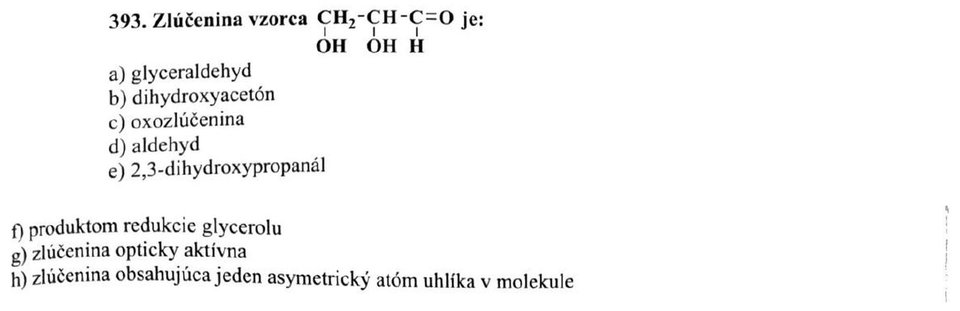 393. Zlúčenina vzorca CH₂-CH-C=O je:
OH OH H
a) glyceraldehyd
b) dihydroxyacetón
c) oxozlúčenina
d) aldehyd
e) 2,3-dihydroxypropanál
f) produktom redukcie glycerolu
g) zlúčenina opticky aktívna
h) zlúčenina obsahujúca jeden asymetrický atóm uhlíka v molekule